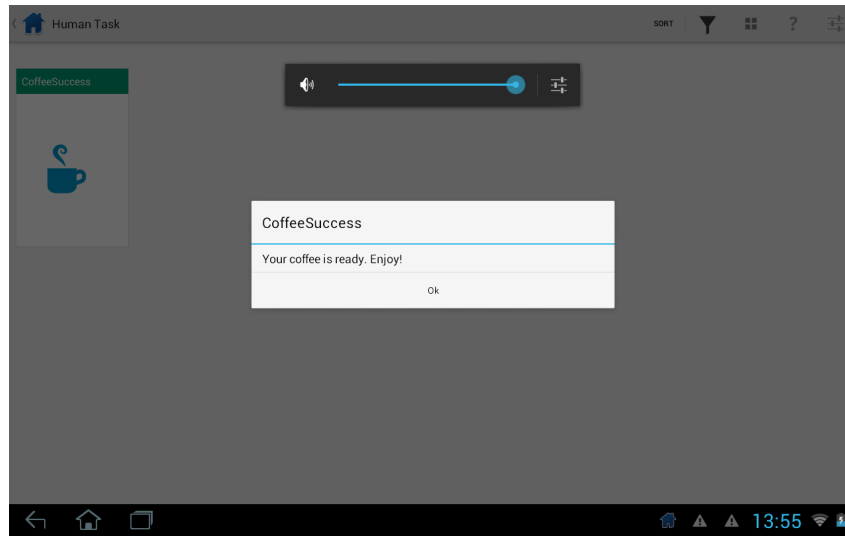 Human Task
SORT
?
CoffeeSuccess
CoffeeSuccess
Your coffee is ready. Enjoy!
Ok
13:55